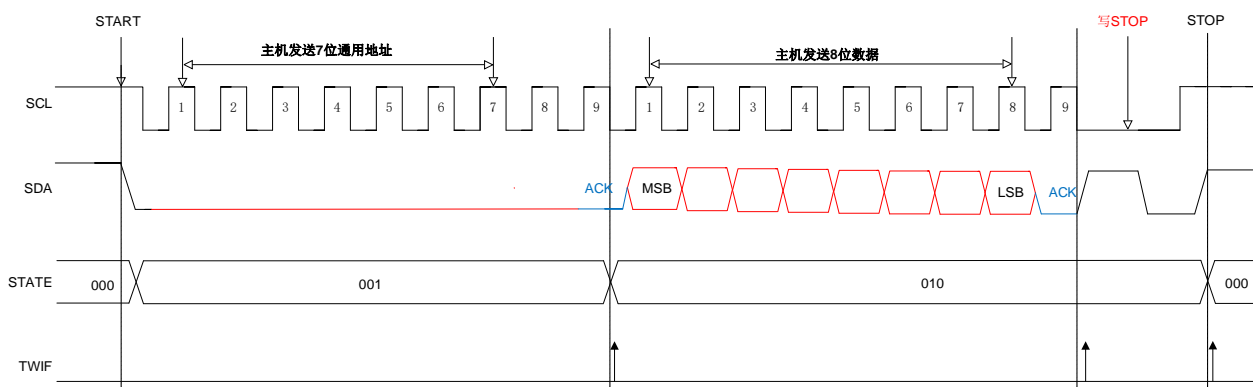 START
写STOP
STOP
主机发送7位通用地址
主机发送8位数据
SCL
1 2 3 4 5 6 7 8 9 1 2 3 4 5 6 7 8 9
SDA
ACK MSB LSB ACK
STATE
000 001 010 000
TWIF